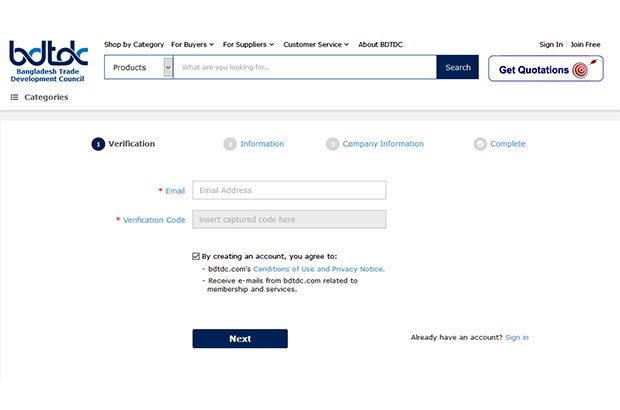 bdtdc
Bangladesh Trade
Development Council
Shop by Category For Buyers For Suppliers Customer Service About BDTDC
Sign In | Join Free
Products What are you looking for... Search
Get Quotations
Categories
1 Verification 2 Information 3 Company Information Complete
* Email Email Address
* Verification Code insert captured code here
By creating an account, you agree to:
- bdtdc.com's Conditions of Use and Privacy Notice.
- Receive e-mails from bdtdc.com related to
membership and services.
Next
Already have an account? Sign in